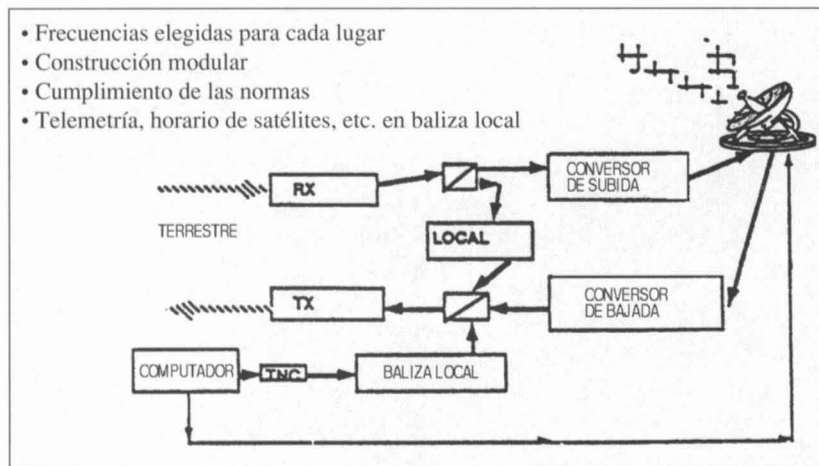 • Frecuencias elegidas para cada lugar
• Construcción modular
• Cumplimiento de las normas
• Telemetría, horario de satélites, etc. en baliza local
RX
CONVERSOR
DE SUBIDA
TERRESTRE
LOCAL
TX
CONVERSOR
DE BAJADA
COMPUTADOR
TNC
BALIZA LOCAL